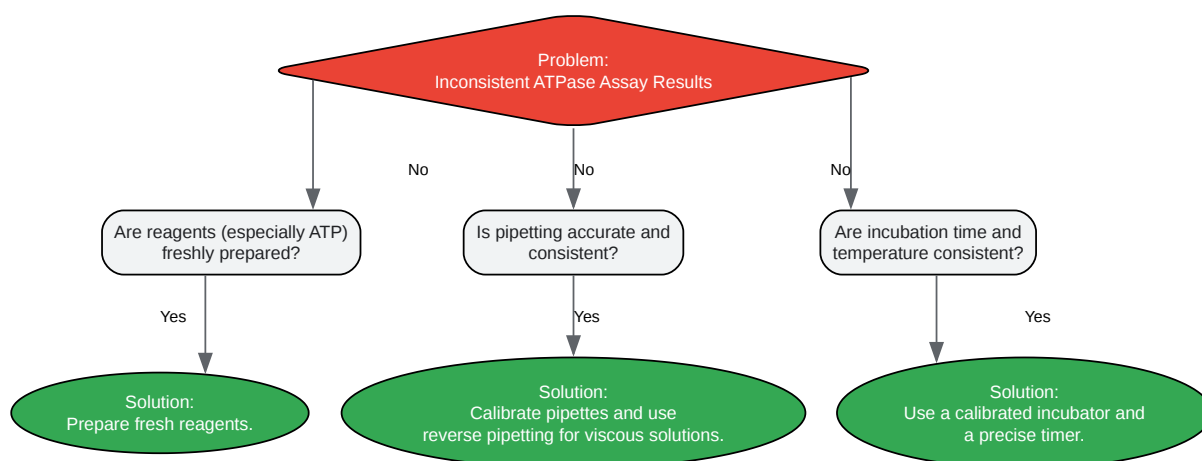 Problem:
Inconsistent ATPase Assay Results
No
No
No
Are reagents (especially ATP)
freshly prepared?
Is pipetting accurate and
consistent?
Are incubation time and
temperature consistent?
Yes
Yes
Yes
Solution:
Prepare fresh reagents.
Solution:
Calibrate pipettes and use
reverse pipetting for viscous solutions.
Solution:
Use a calibrated incubator and
a precise timer.